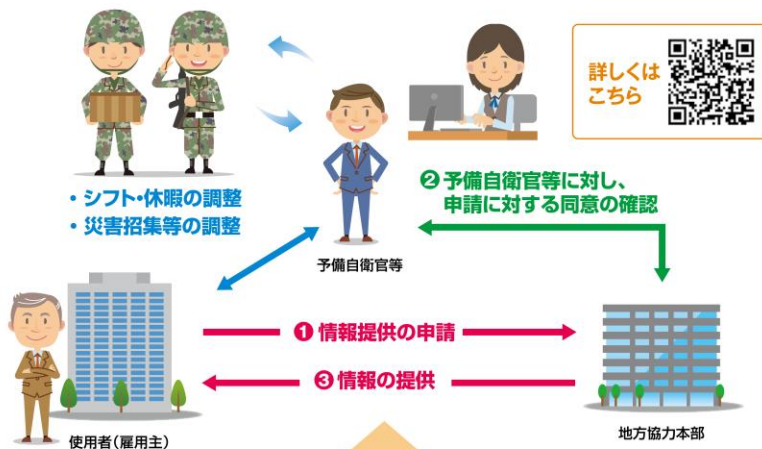 詳しくは
こちら
・シフト・休暇の調整
・災害招集等の調整
❷予備自衛官等に対し、
申請に対する同意の確認
予備自衛官等
❶情報提供の申請
❸情報の提供
使用者(雇用主)
地方協力本部